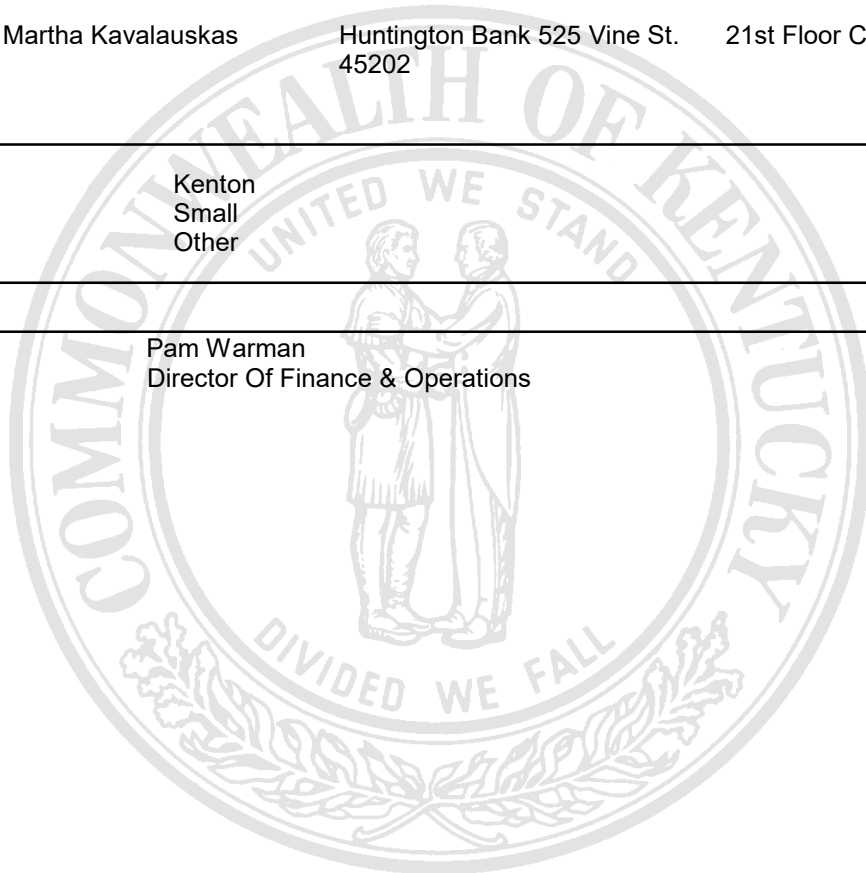 Martha Kavalauskas Huntington Bank 525 Vine St. 21st Floor C
45202
Kenton
Small
Other
Pam Warman
Director Of Finance & Operations
COMMONWEALTH OF KENTUCKY
UNITED WE STAND
DIVIDED WE FALL